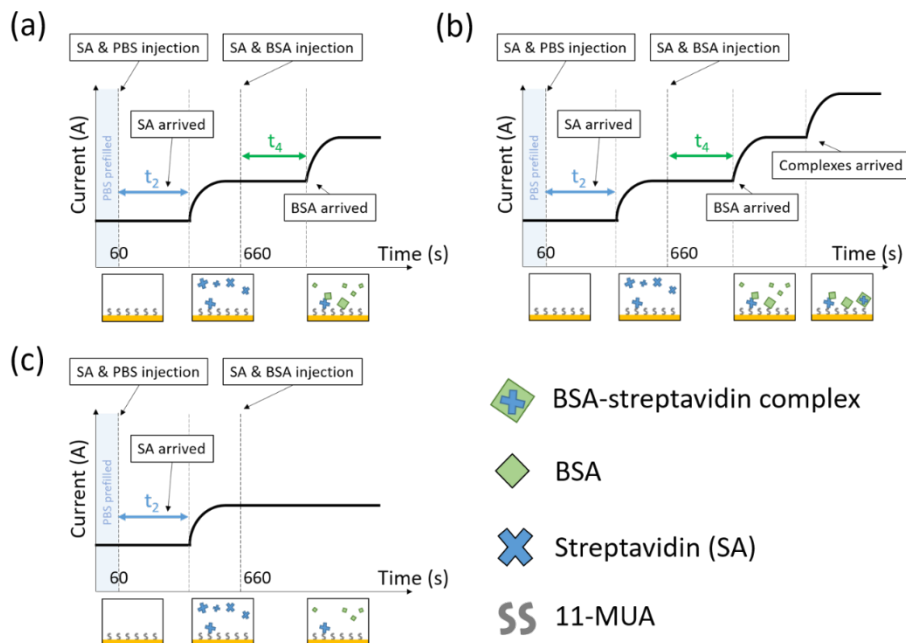 (a)
SA & PBS injection
SA & BSA injection
Current (A)
PBS prefilled
SA arrived
t2
t4
BSA arrived
60
660
Time (s)
(b)
SA & PBS injection
SA & BSA injection
Current (A)
PBS prefilled
SA arrived
t2
t4
BSA arrived
Complexes arrived
60
660
Time (s)
(c)
SA & PBS injection
SA & BSA injection
Current (A)
PBS prefilled
SA arrived
t2
60
660
Time (s)
BSA-streptavidin complex
BSA
Streptavidin (SA)
11-MUA